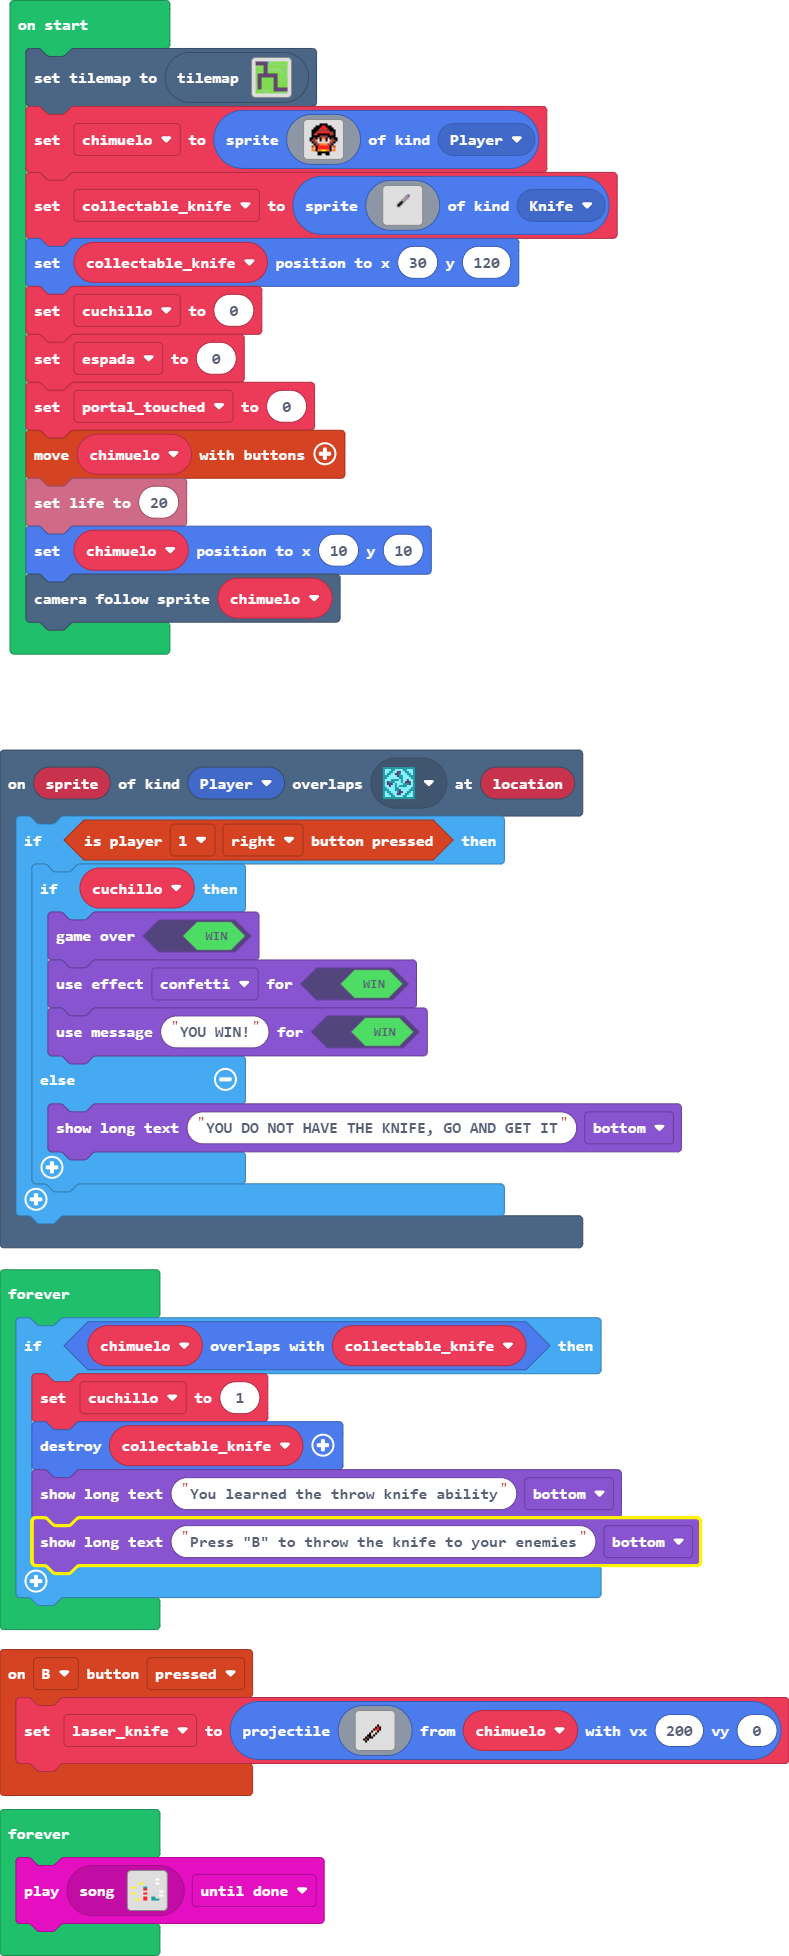 on start
set tilemap to tilemap
set chimuelo to sprite of kind Player
set collectable_knife to sprite of kind Knife
set collectable_knife position to x 30 y 120
set cuchillo to 0
set espada to 0
set portal_touched to 0
move chimuelo with buttons
set life to 20
set chimuelo position to x 10 y 10
camera follow sprite chimuelo
on sprite of kind Player overlaps at location
if is player 1 right button pressed then
if cuchillo then
game over WIN
use effect confetti for WIN
use message "YOU WIN!" for WIN
else
show long text "YOU DO NOT HAVE THE KNIFE, GO AND GET IT" bottom
forever
if chimuelo overlaps with collectable_knife then
set cuchillo to 1
destroy collectable_knife
show long text "You learned the throw knife ability" bottom
show long text "Press "B" to throw the knife to your enemies" bottom
on B button pressed
set laser_knife to projectile from chimuelo with vx 200 vy 0
forever
play song until done